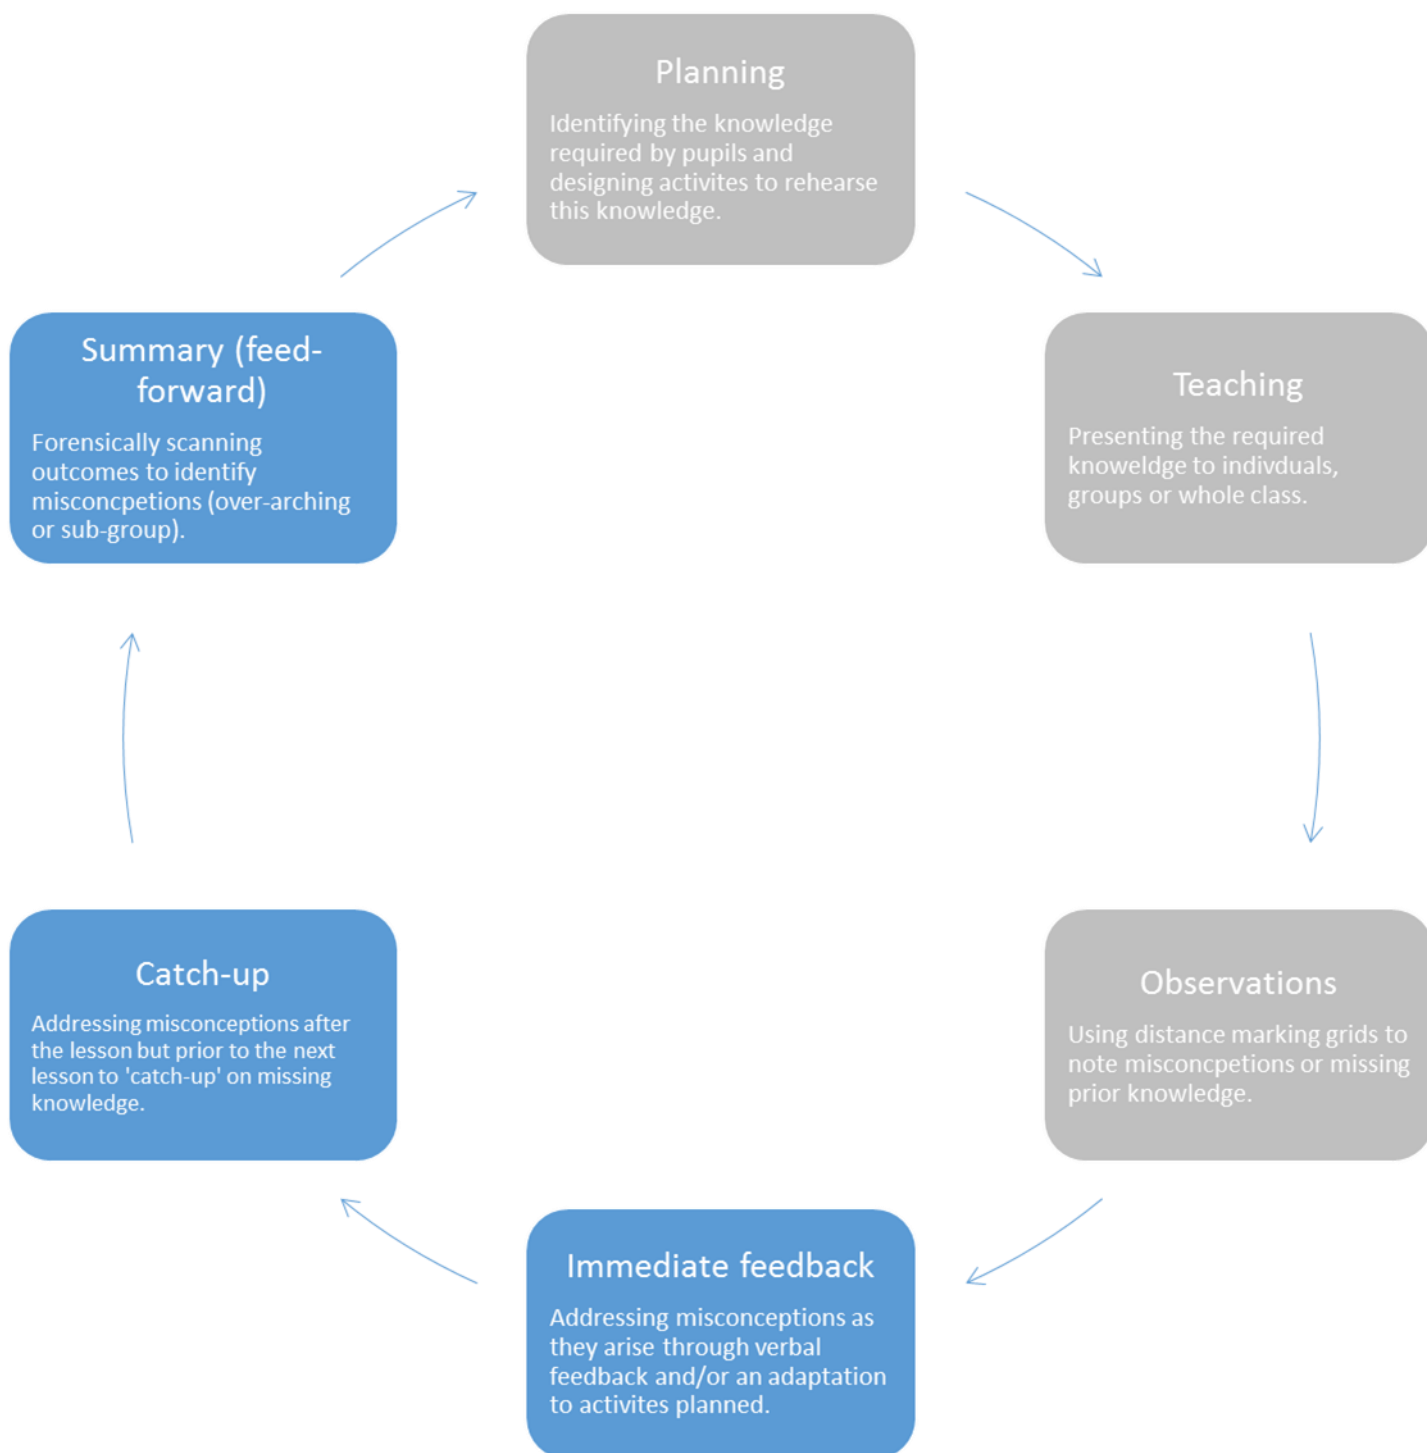 Planning
Identifying the knowledge
required by pupils and
designing activites to rehearse
this knowledge.
Teaching
Presenting the required
knoweldge to indivduals,
groups or whole class.
Observations
Using distance marking grids to
note misconcpetions or missing
prior knowledge.
Immediate feedback
Addressing misconceptions as
they arise through verbal
feedback and/or an adaptation
to activites planned.
Catch-up
Addressing misconceptions after
the lesson but prior to the next
lesson to 'catch-up' on missing
knowledge.
Summary (feed-
forward)
Forensically scanning
outcomes to identify
misconcpetions (over-arching
or sub-group).